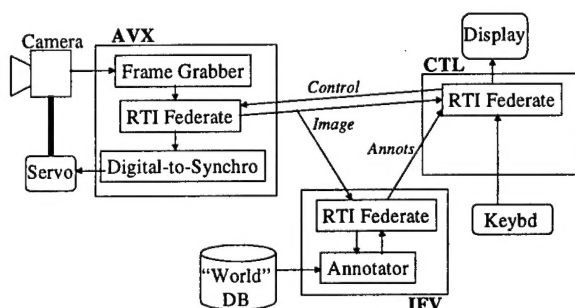 Camera
AVX
Frame Grabber
RTI Federate
Digital-to-Synchro
Servo
Control
Image
Annots
Display
CTL
RTI Federate
Keybd
RTI Federate
Annotator
"World"
DB
IFV